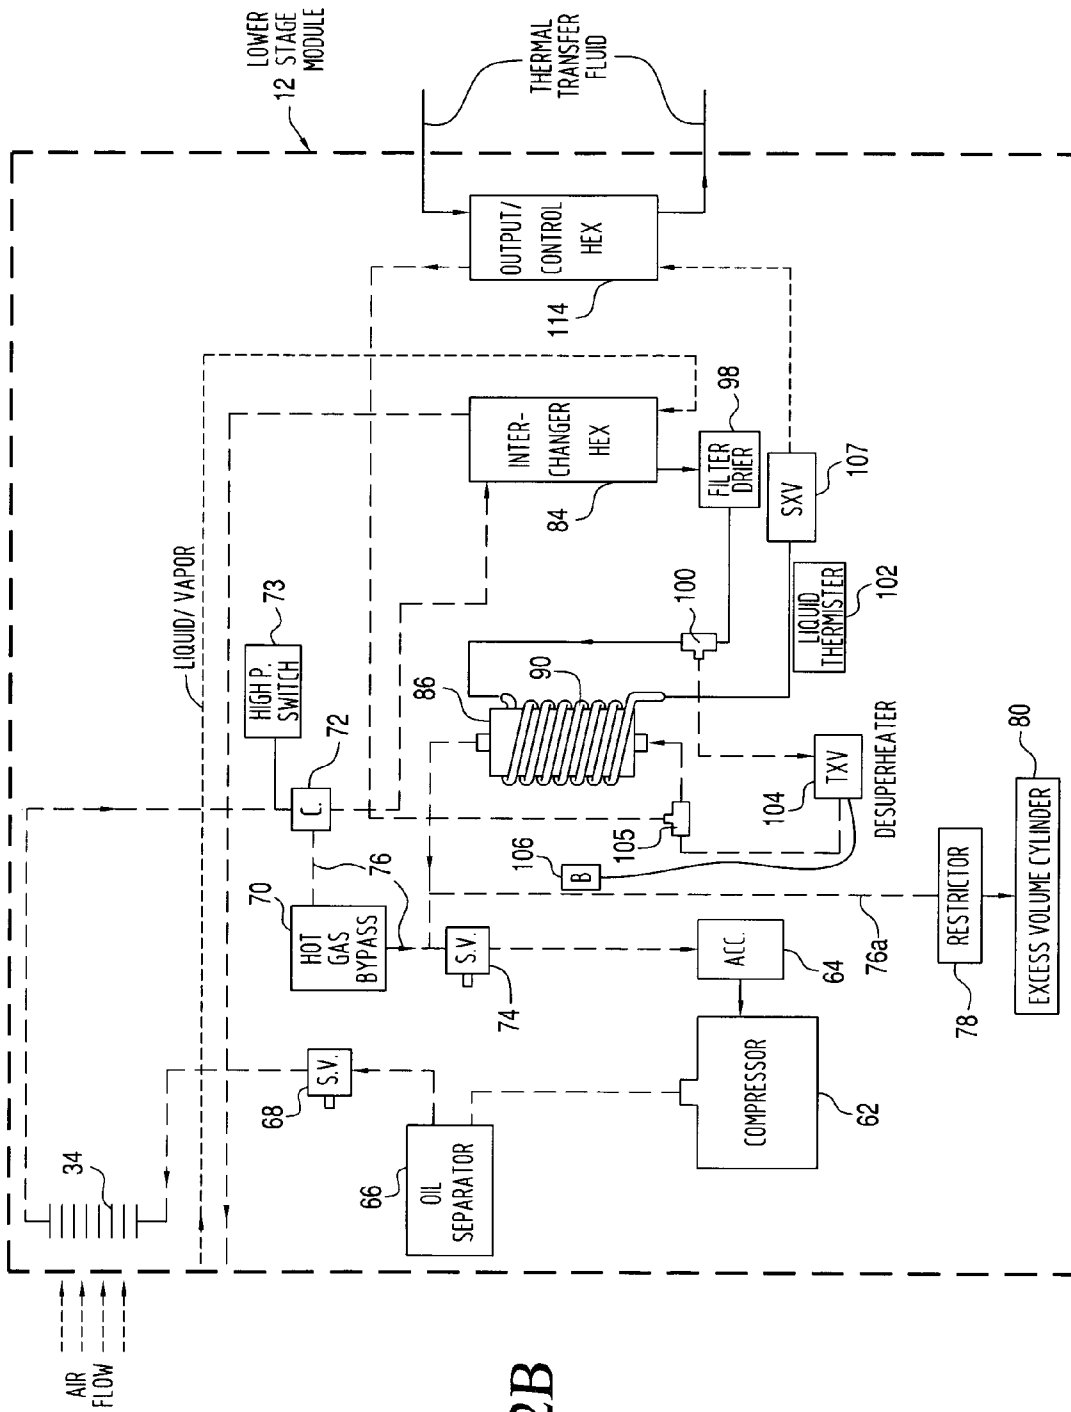 12
LOWER
STAGE
MODULE
THERMAL
TRANSFER
FLUID
OUTPUT/
CONTROL
HEX
114
LIQUID/VAPOR
HIGH P.
SWITCH
73
C.
72
INTER-
CHANGER
HEX
84
FILTER
DRIER
98
SXV
107
LIQUID
THERMISTER
102
100
86
90
TXV
104
DESUPERHEATER
105
B
106
76
HOT
GAS
BYPASS
70
S.V.
74
ACC.
64
76a
RESTRICTOR
78
EXCESS VOLUME CYLINDER
80
34
S.V.
68
OIL
SEPARATOR
66
COMPRESSOR
62
AIR
FLOW